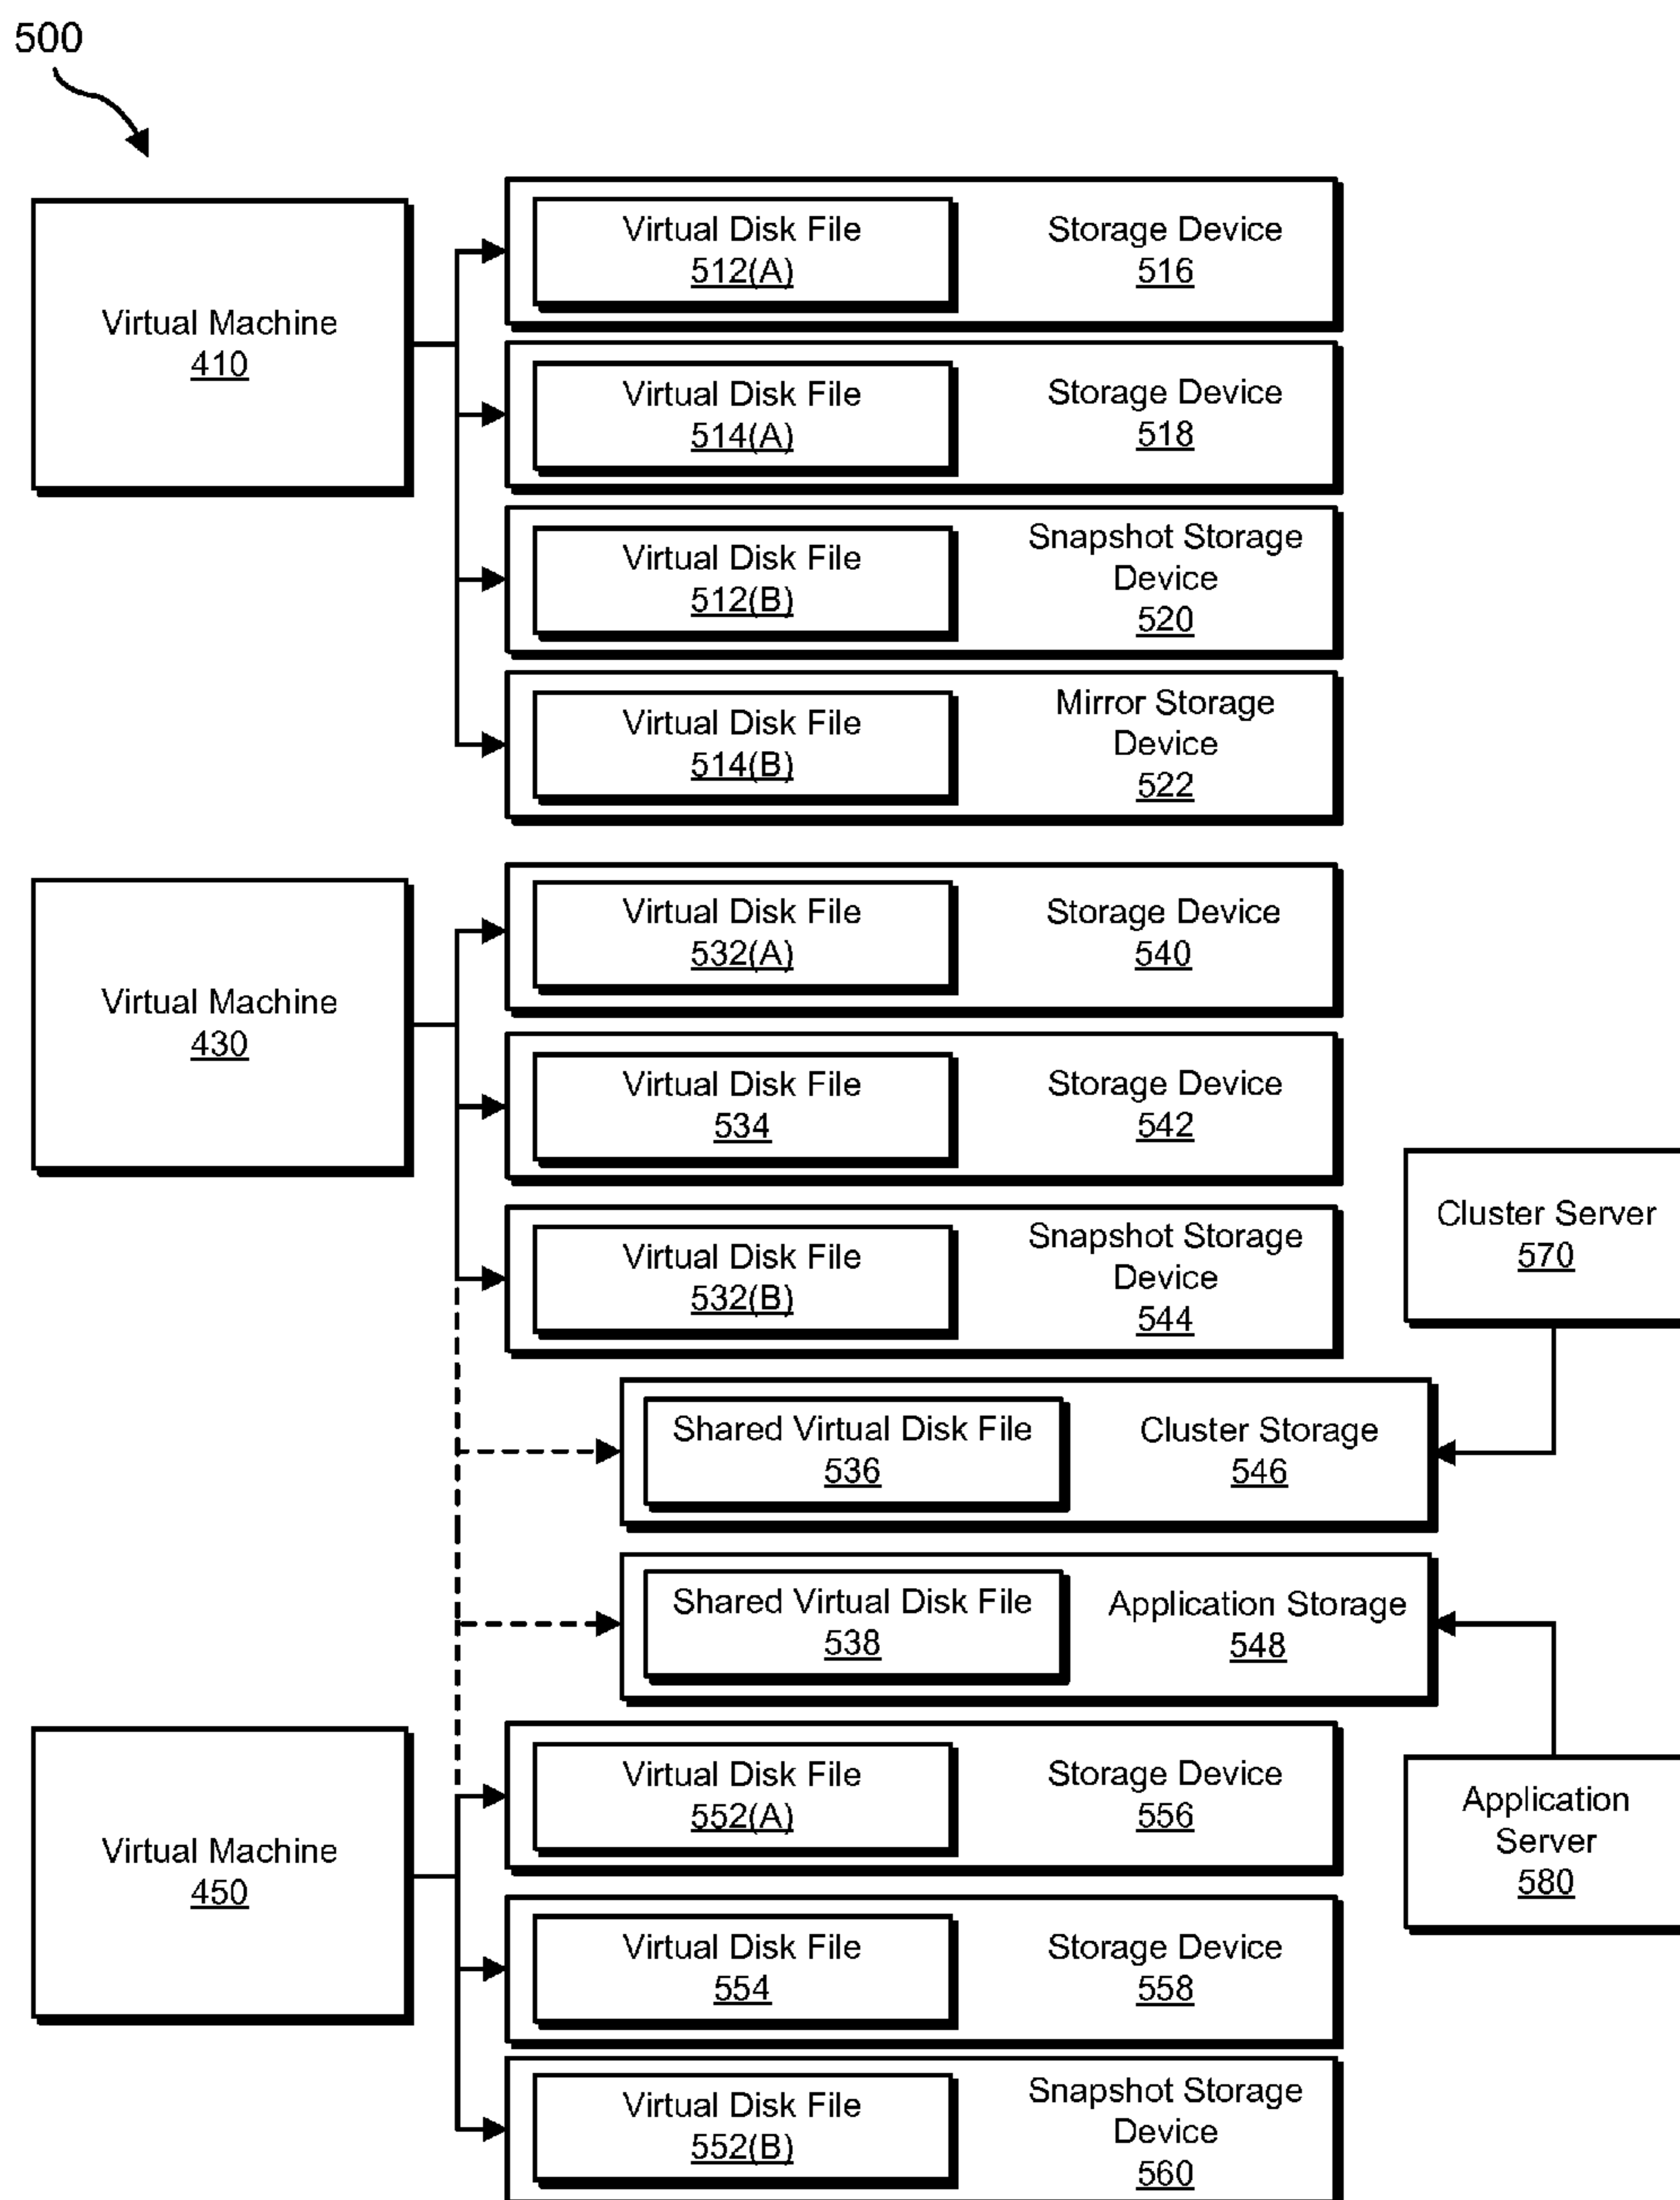 500
Virtual Machine
410
Virtual Disk File
512(A)
Storage Device
516
Virtual Disk File
514(A)
Storage Device
518
Virtual Disk File
512(B)
Snapshot Storage
Device
520
Virtual Disk File
514(B)
Mirror Storage
Device
522
Virtual Machine
430
Virtual Disk File
532(A)
Storage Device
540
Virtual Disk File
534
Storage Device
542
Virtual Disk File
532(B)
Snapshot Storage
Device
544
Cluster Server
570
Shared Virtual Disk File
536
Cluster Storage
546
Shared Virtual Disk File
538
Application Storage
548
Virtual Machine
450
Virtual Disk File
552(A)
Storage Device
556
Application
Server
580
Virtual Disk File
554
Storage Device
558
Virtual Disk File
552(B)
Snapshot Storage
Device
560